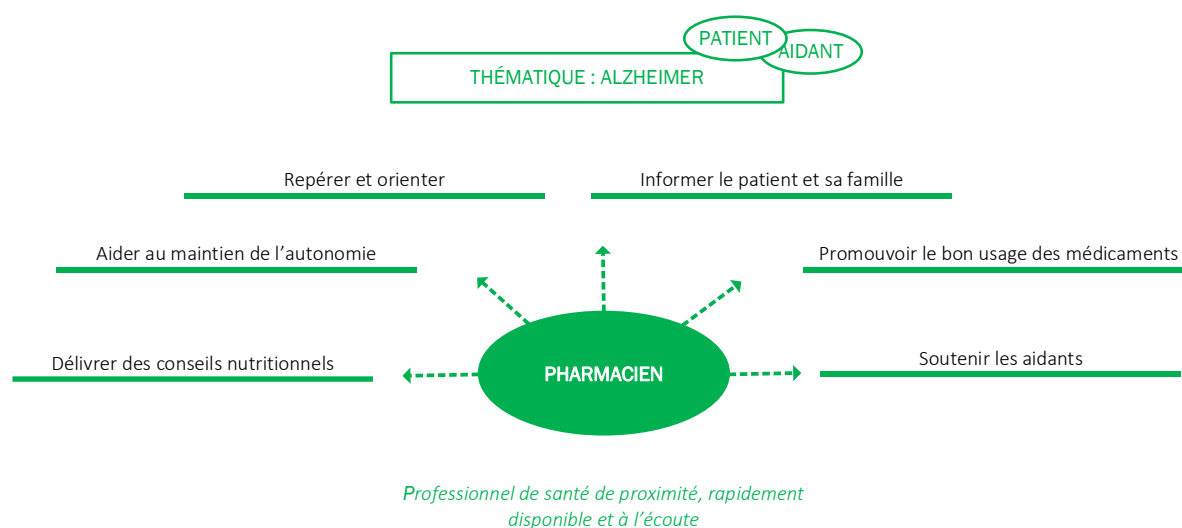 PATIENT
AIDANT
THÉMATIQUE : ALZHEIMER
Repérer et orienter
Informer le patient et sa famille
Aider au maintien de l’autonomie
Promouvoir le bon usage des médicaments
Délivrer des conseils nutritionnels
PHARMACIEN
Soutenir les aidants
Professionnel de santé de proximité, rapidement
disponible et à l’écoute